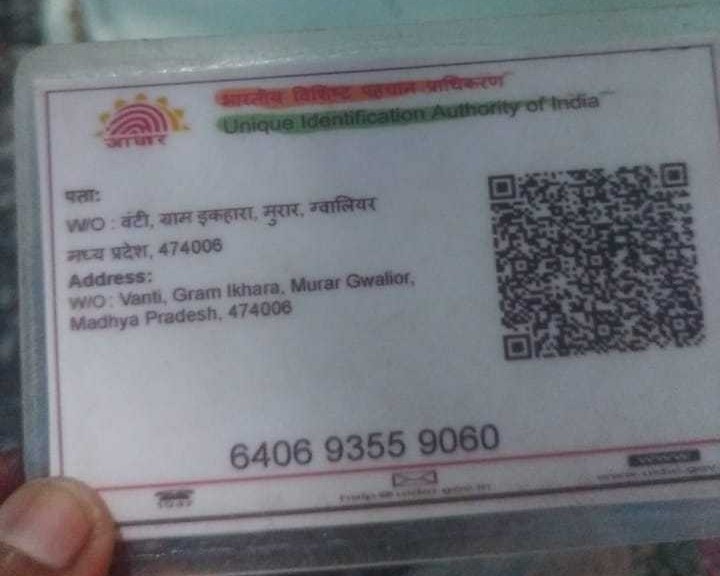 भारतीय विशिष्ट पहचान प्राधिकरण
Unique Identification Authority of India
आधार
पता:
W/O : वंटी, ग्राम इकहारा, मुरार, ग्वालियर
मध्य प्रदेश, 474006
Address:
W/O: Vanti, Gram Ikhara, Murar Gwalior,
Madhya Pradesh, 474006
6406 9355 9060